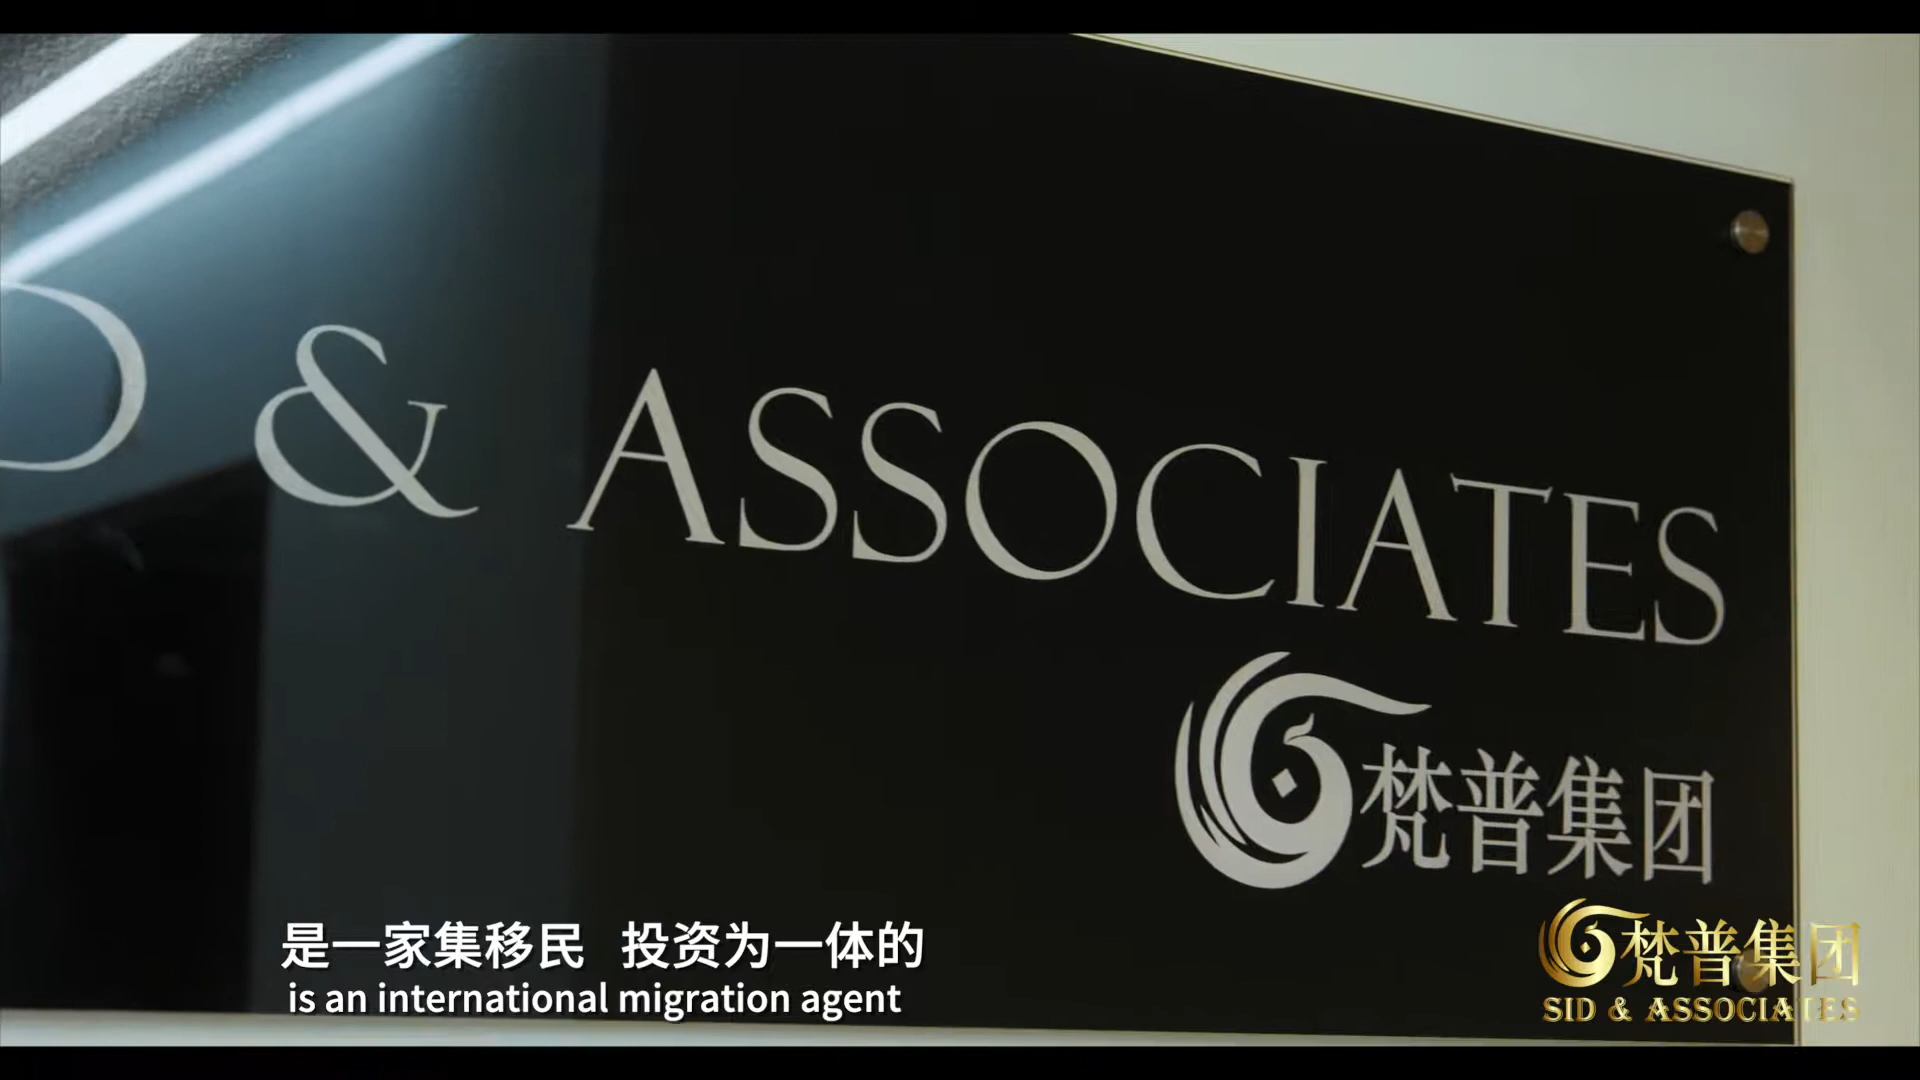 D & ASSOCIATES
梵普集团
是一家集移民 投资为一体的
is an international migration agent
梵普集团
SID & ASSOCIATES